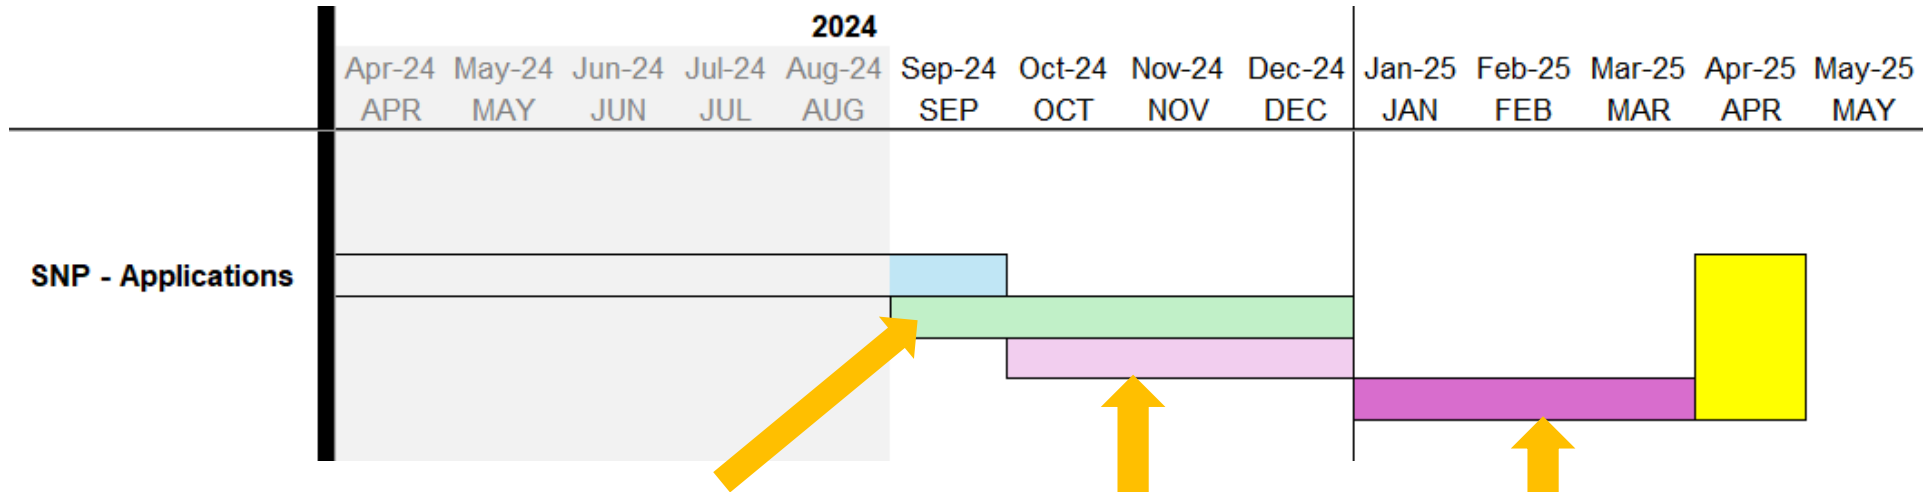 2024
Apr-24 May-24 Jun-24 Jul-24 Aug-24 Sep-24 Oct-24 Nov-24 Dec-24 Jan-25 Feb-25 Mar-25 Apr-25 May-25
APR MAY JUN JUL AUG SEP OCT NOV DEC JAN FEB MAR APR MAY
SNP - Applications